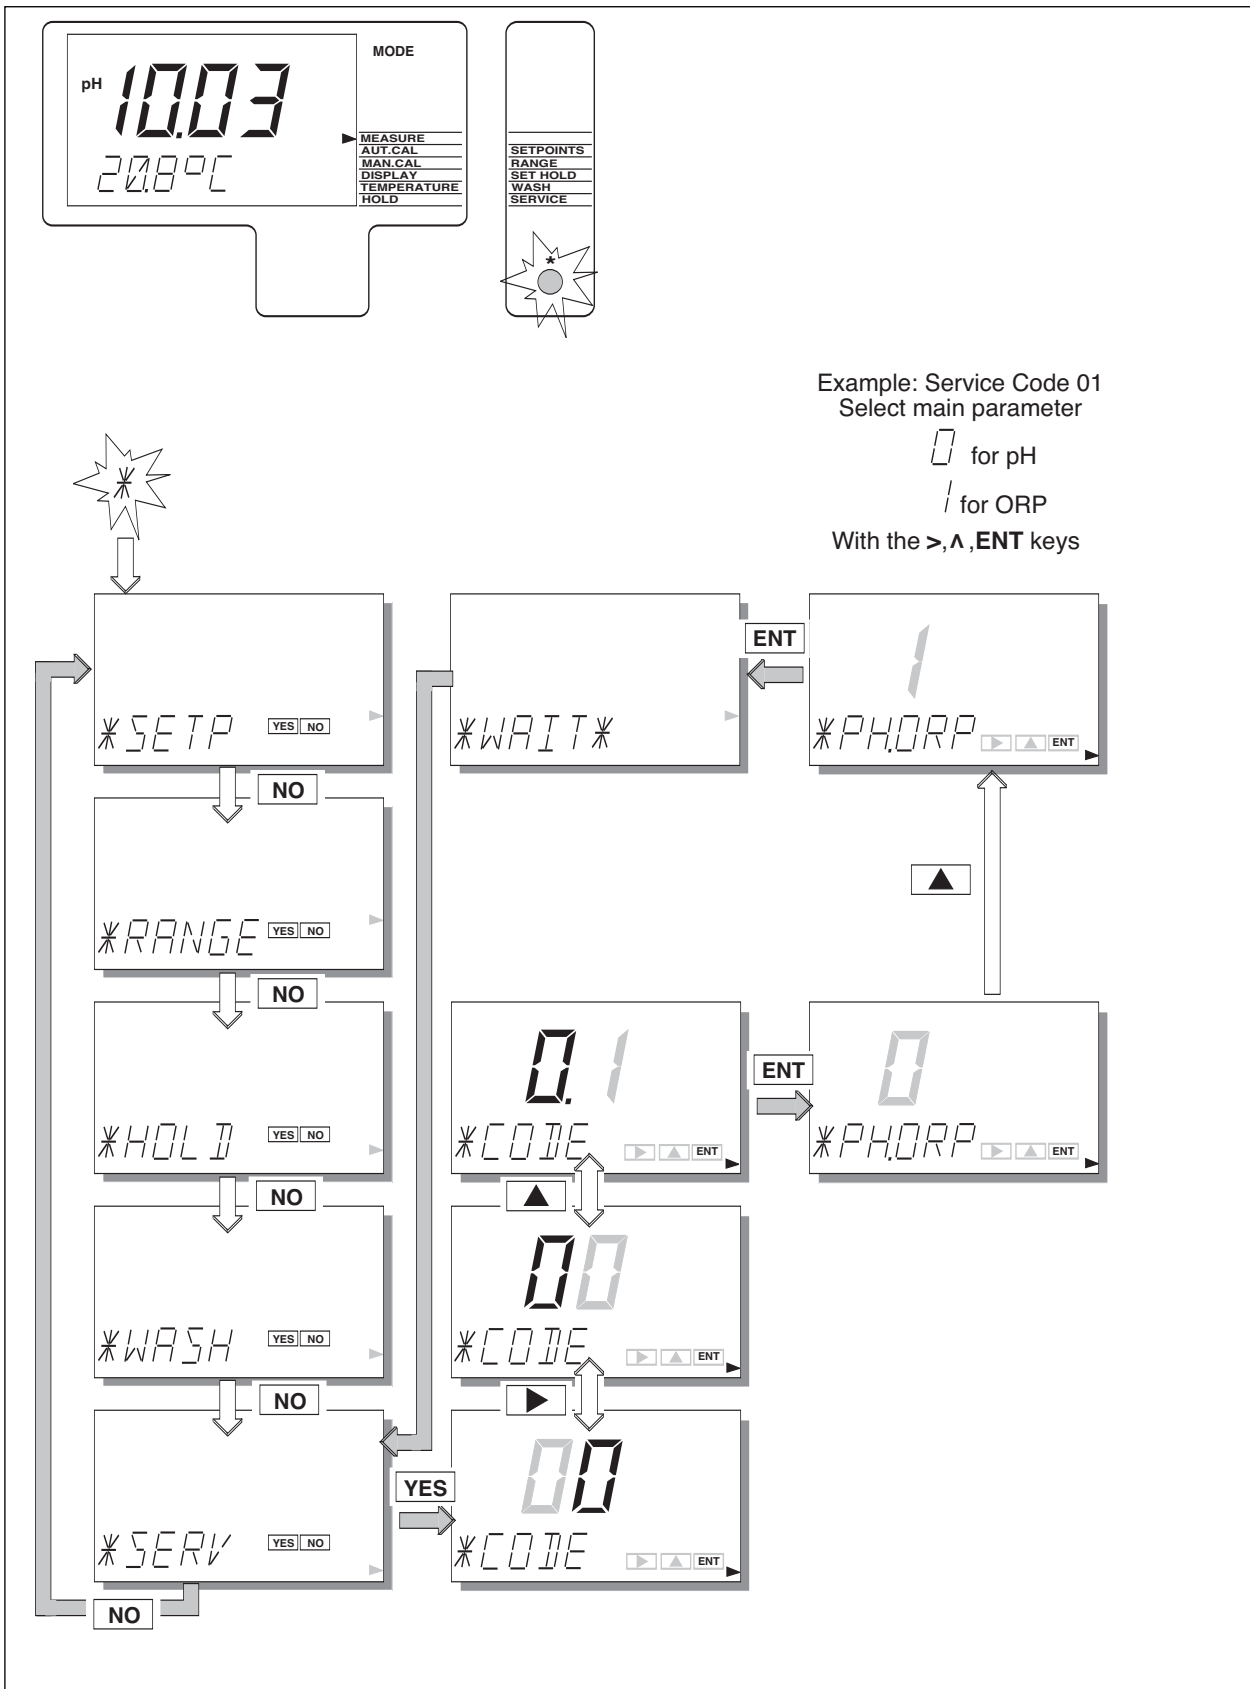 MODE
pH 10.03
20.8°C
MEASURE
AUT.CAL
MAN.CAL
DISPLAY
TEMPERATURE
HOLD
SETPOINTS
RANGE
SET HOLD
WASH
SERVICE
*
Example: Service Code 01
Select main parameter
0 for pH
1 for ORP
With the >,∧,ENT keys
*
*SETP YES NO
NO
*RANGE YES NO
NO
*HOLD YES NO
NO
*WASH YES NO
NO
*SERV YES NO
NO
YES
00
*CODE ▶ ▲ ENT
▶
00
*CODE ▶ ▲ ENT
▲
0.1
*CODE ▶ ▲ ENT
ENT
0
*PH.ORP ▶ ▲ ENT
▲
1
*PH.ORP ▶ ▲ ENT
ENT
*WAIT*